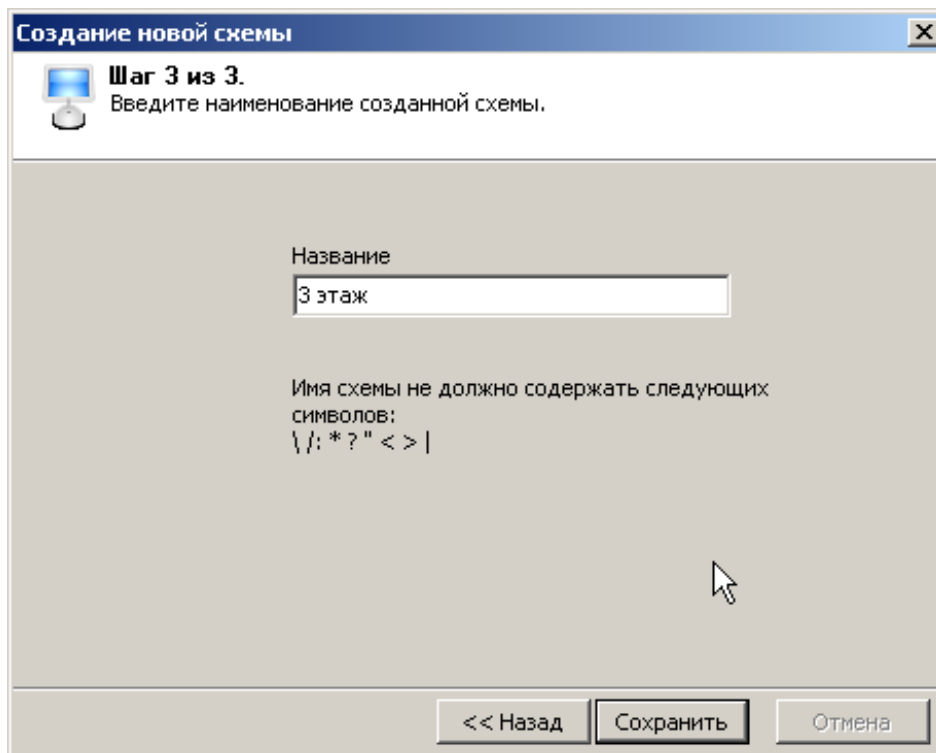 Создание новой схемы
Шаг 3 из 3.
Введите наименование созданной схемы.
Название
3 этаж
Имя схемы не должно содержать следующих
символов:
\ /: * ? " < > |
<< Назад Сохранить Отмена